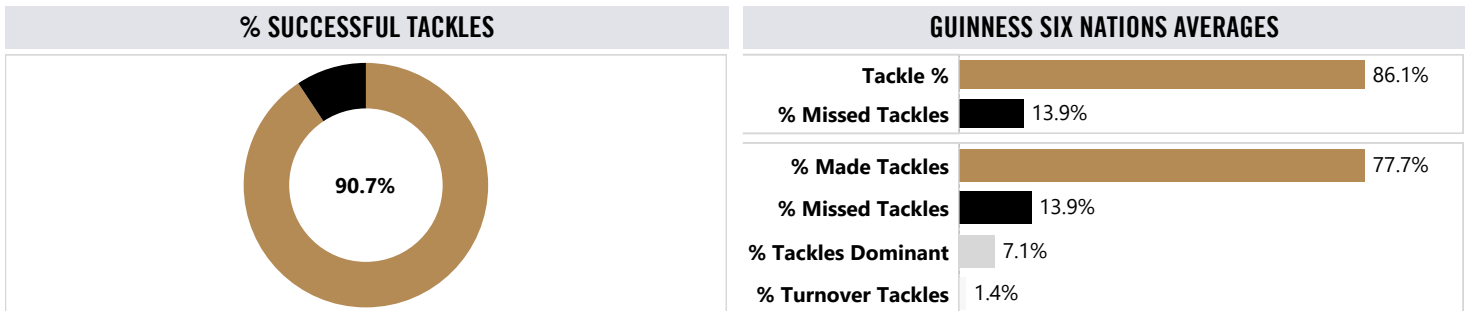 % SUCCESSFUL TACKLES
90.7%
GUINNESS SIX NATIONS AVERAGES
Tackle % 86.1%
% Missed Tackles 13.9%
% Made Tackles 77.7%
% Missed Tackles 13.9%
% Tackles Dominant 7.1%
% Turnover Tackles 1.4%